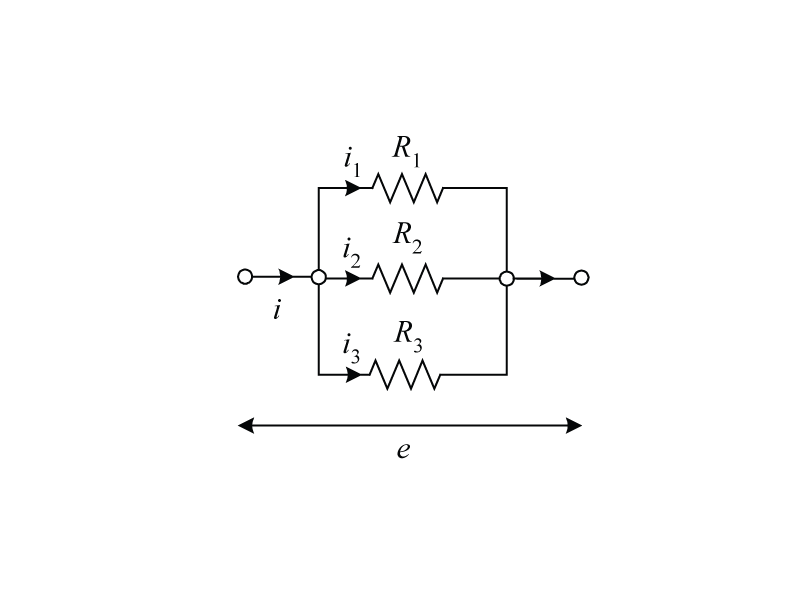 R₁
i₁
R₂
i₂
i
R₃
i₃
e